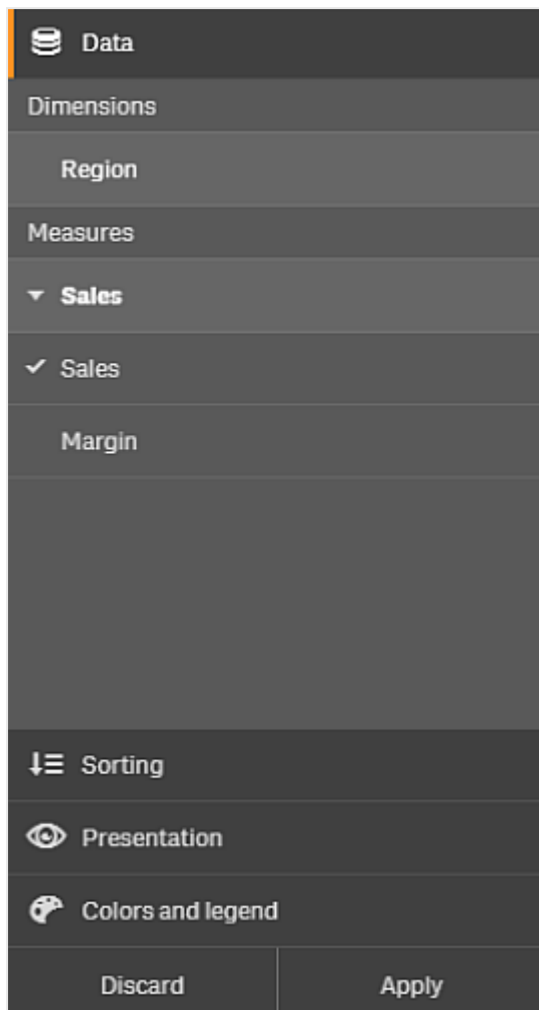 Data
Dimensions
Region
Measures
Sales
Sales
Margin
Sorting
Presentation
Colors and legend
Discard Apply